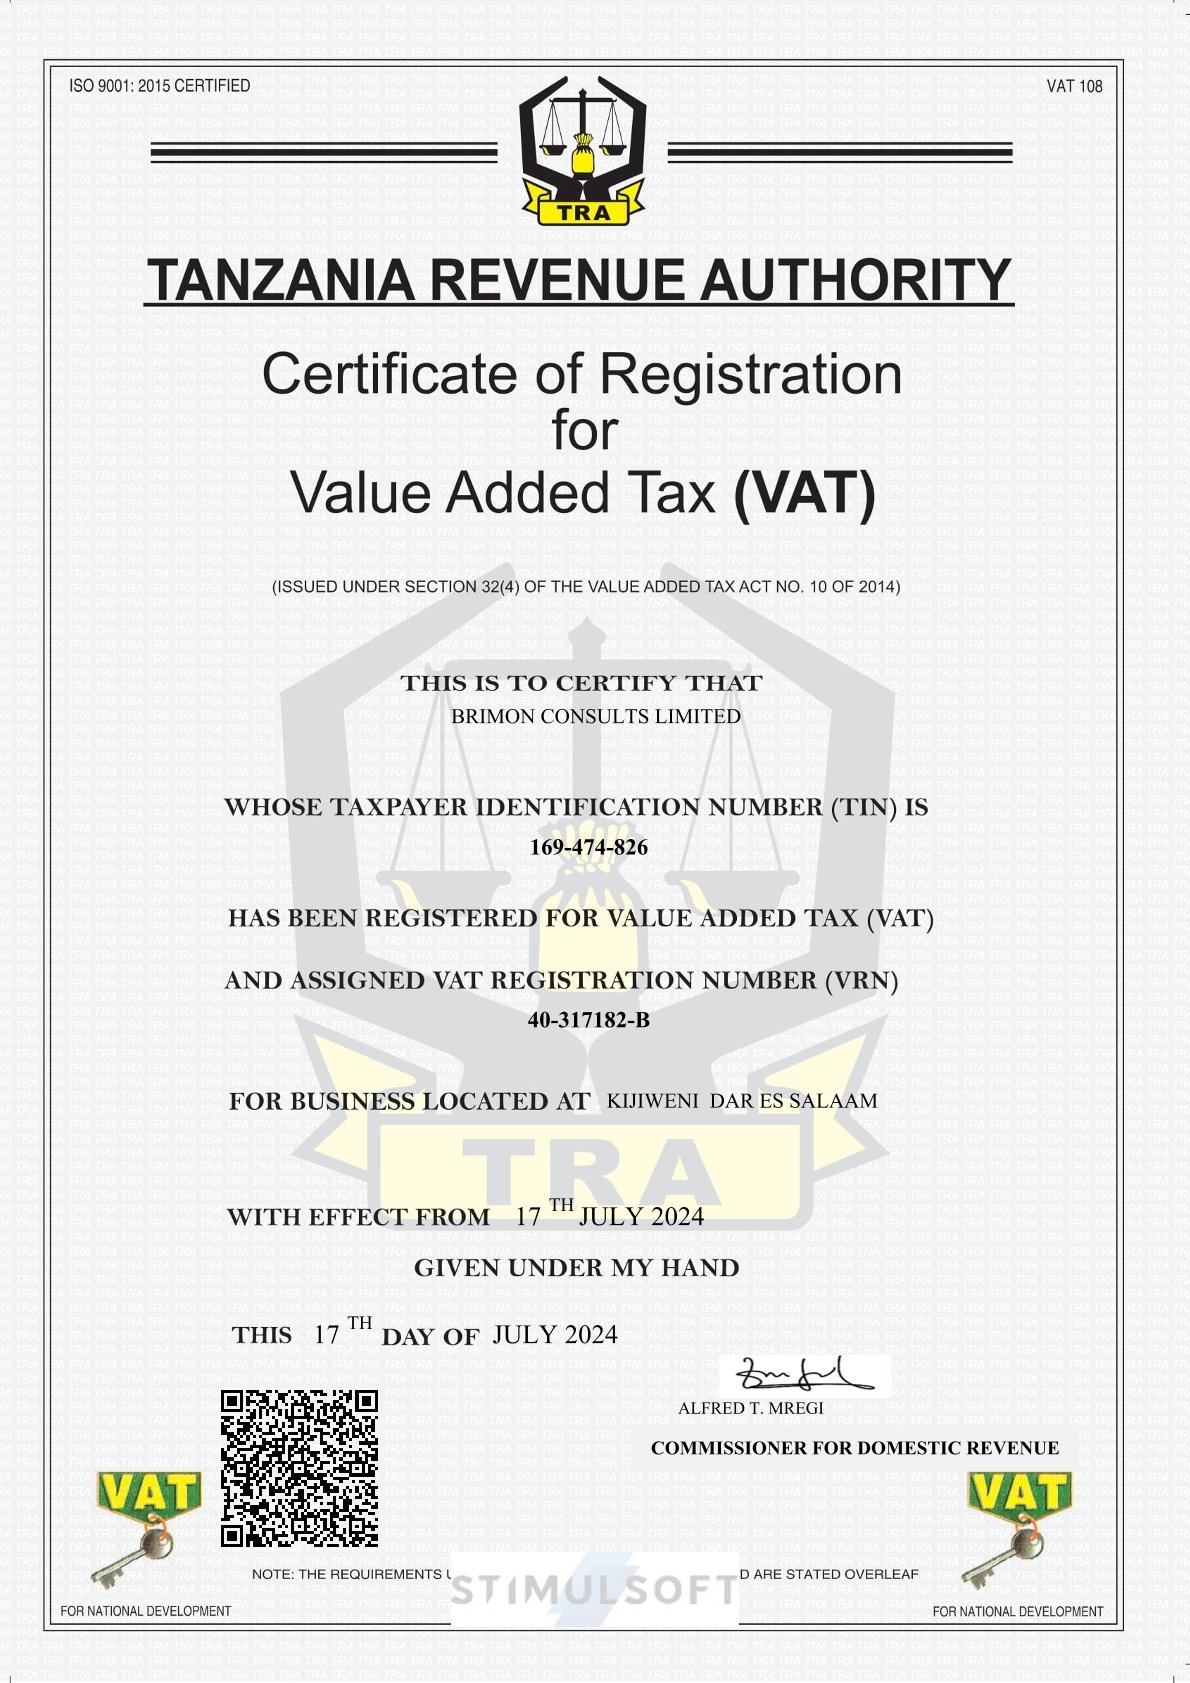 ISO 9001: 2015 CERTIFIED
VAT 108
TRA
TANZANIA REVENUE AUTHORITY
Certificate of Registration
for
Value Added Tax (VAT)
(ISSUED UNDER SECTION 32(4) OF THE VALUE ADDED TAX ACT NO. 10 OF 2014)
THIS IS TO CERTIFY THAT
BRIMON CONSULTS LIMITED
WHOSE TAXPAYER IDENTIFICATION NUMBER (TIN) IS
169-474-826
HAS BEEN REGISTERED FOR VALUE ADDED TAX (VAT)
AND ASSIGNED VAT REGISTRATION NUMBER (VRN)
40-317182-B
FOR BUSINESS LOCATED AT KIJIWENI DAR ES SALAAM
TRA
WITH EFFECT FROM 17 TH JULY 2024
GIVEN UNDER MY HAND
THIS 17 TH DAY OF JULY 2024
ALFRED T. MREGI
COMMISSIONER FOR DOMESTIC REVENUE
VAT
VAT
NOTE: THE REQUIREMENTS
STIMULSOFT
ARE STATED OVERLEAF
FOR NATIONAL DEVELOPMENT
FOR NATIONAL DEVELOPMENT